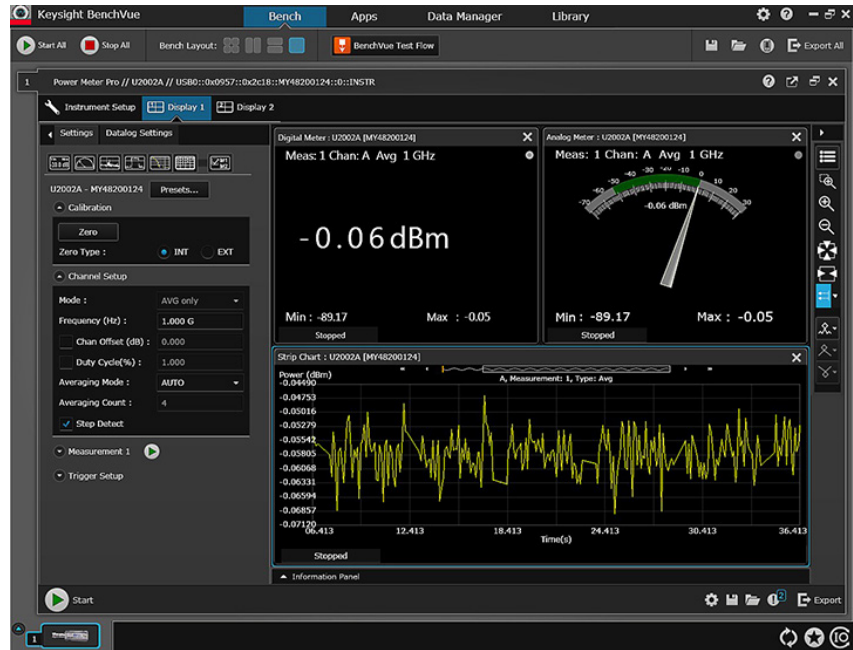 Keysight BenchVue Bench Apps Data Manager Library
Start All Stop All Bench Layout: BenchVue Test Flow Export All
1 Power Meter Pro // U2002A // USB0::0x0957::0x2c18::MY48200124::0::INSTR
Instrument Setup Display 1 Display 2
Settings Datalog Settings
U2002A - MY48200124 Presets...
Calibration
Zero
Zero Type : INT EXT
Channel Setup
Mode : AVG only
Frequency (Hz) : 1.000 G
Chan Offset (dB) : 0.000
Duty Cycle(%) : 1.000
Averaging Mode : AUTO
Averaging Count : 4
Step Detect
Measurement 1
Trigger Setup
Digital Meter : U2002A [MY48200124]
Meas: 1 Chan: A Avg 1 GHz
-0.06 dBm
Min : -89.17 Max : -0.05
Stopped
Analog Meter : U2002A [MY48200124]
Meas: 1 Chan: A Avg 1 GHz
-70 -60 -50 -40 -30 -20 -10 0 10 20 30
-0.06 dBm
Min : -89.17 Max : -0.05
Stopped
Strip Chart : U2002A [MY48200124]
Power (dBm)
A, Measurement: 1, Type: Avg
-0.04490
-0.04753
-0.05016
-0.05279
-0.05542
-0.05805
-0.06068
-0.06331
-0.06594
-0.06857
-0.07120
06.413 12.413 18.413 24.413 30.413 36.413
Time(s)
Stopped
Information Panel
Start 2 Export
1 IO